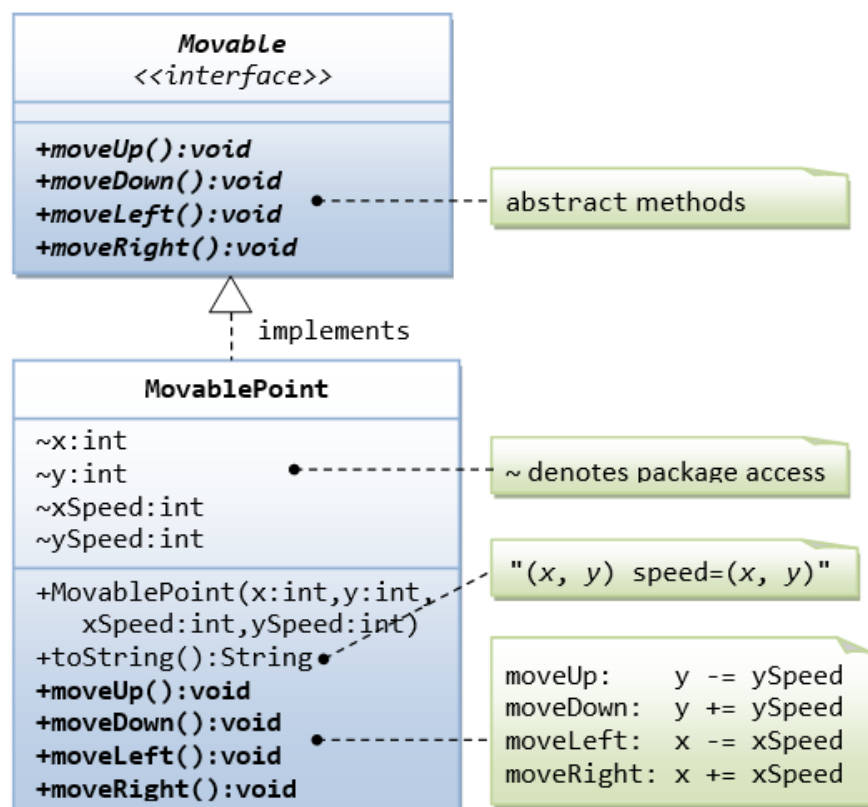 Movable
<<interface>>
+moveUp():void
+moveDown():void
+moveLeft():void
+moveRight():void
abstract methods
implements
MovablePoint
~x:int
~y:int
~xSpeed:int
~ySpeed:int
~ denotes package access
+MovablePoint(x:int,y:int,
xSpeed:int,ySpeed:int)
+toString():String
+moveUp():void
+moveDown():void
+moveLeft():void
+moveRight():void
"(x, y) speed=(x, y)"
moveUp: y -= ySpeed
moveDown: y += ySpeed
moveLeft: x -= xSpeed
moveRight: x += xSpeed